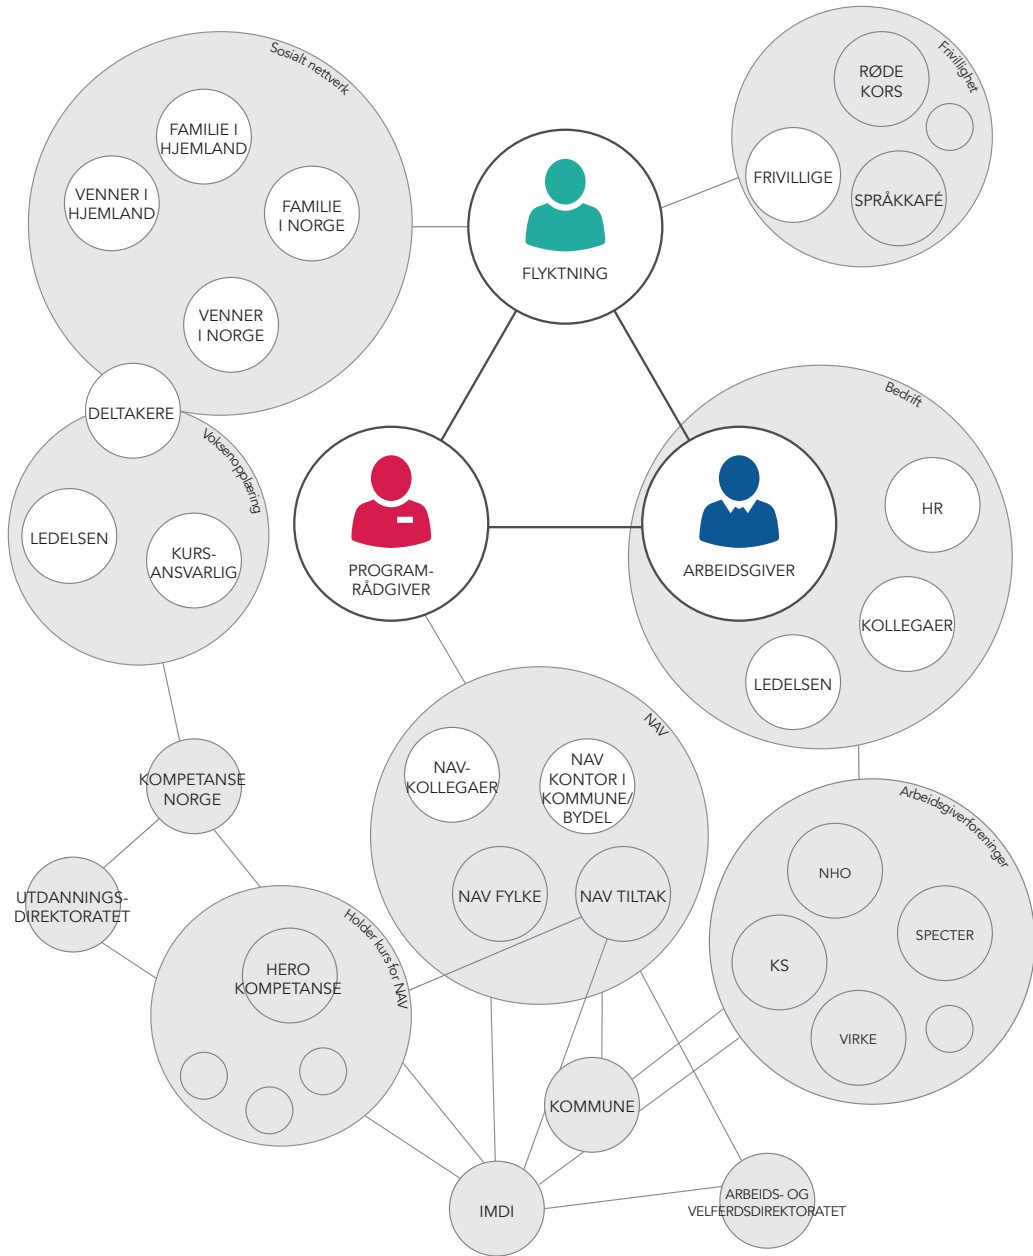 Sosialt nettverk
FAMILIE I
HJEMLAND
VENNER I
HJEMLAND
FAMILIE
I NORGE
VENNER
I NORGE
Frivillighet
RØDE
KORS
FRIVILLIGE
SPRÅKKAFÉ
FLYKTNING
DELTAKERE
Voksenopplæring
LEDELSEN
KURS-
ANSVARLIG
PROGRAM-
RÅDGIVER
ARBEIDSGIVER
Bedrift
HR
KOLLEGAER
LEDELSEN
NAV
NAV-
KOLLEGAER
NAV
KONTOR I
KOMMUNE/
BYDEL
NAV FYLKE
NAV TILTAK
KOMPETANSE
NORGE
UTDANNINGS-
DIREKTORATET
Holder kurs for NAV
HERO
KOMPETANSE
Arbeidsgiverforeninger
NHO
SPECTER
KS
VIRKE
KOMMUNE
IMDI
ARBEIDS- OG
VELFERDSDIREKTORATET